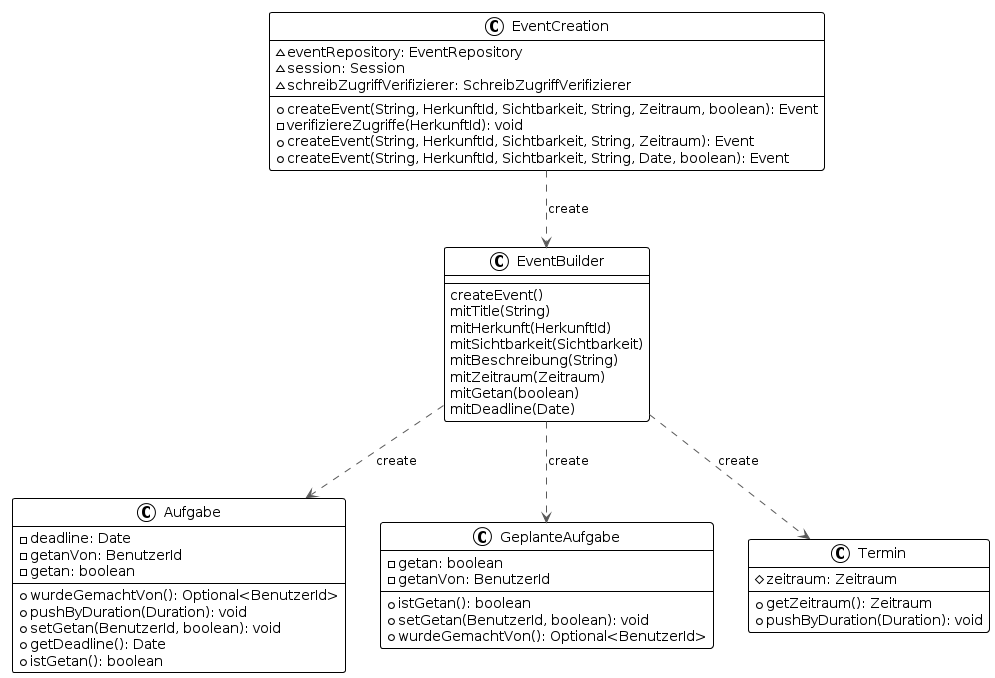 C EventCreation
~eventRepository: EventRepository
~session: Session
~schreibZugriffVerifizierer: SchreibZugriffVerifizierer
createEvent(String, HerkunftId, Sichtbarkeit, String, Zeitraum, boolean): Event
verifiziereZugriffe(HerkunftId): void
createEvent(String, HerkunftId, Sichtbarkeit, String, Zeitraum): Event
createEvent(String, HerkunftId, Sichtbarkeit, String, Date, boolean): Event
create
C EventBuilder
createEvent()
mitTitle(String)
mitHerkunft(HerkunftId)
mitSichtbarkeit(Sichtbarkeit)
mitBeschreibung(String)
mitZeitraum(Zeitraum)
mitGetan(boolean)
mitDeadline(Date)
create
create
create
C Aufgabe
deadline: Date
getanVon: BenutzerId
getan: boolean
wurdeGemachtVon(): Optional<BenutzerId>
pushByDuration(Duration): void
setGetan(BenutzerId, boolean): void
getDeadline(): Date
istGetan(): boolean
C GeplanteAufgabe
getan: boolean
getanVon: BenutzerId
istGetan(): boolean
setGetan(BenutzerId, boolean): void
wurdeGemachtVon(): Optional<BenutzerId>
C Termin
zeitraum: Zeitraum
getZeitraum(): Zeitraum
pushByDuration(Duration): void